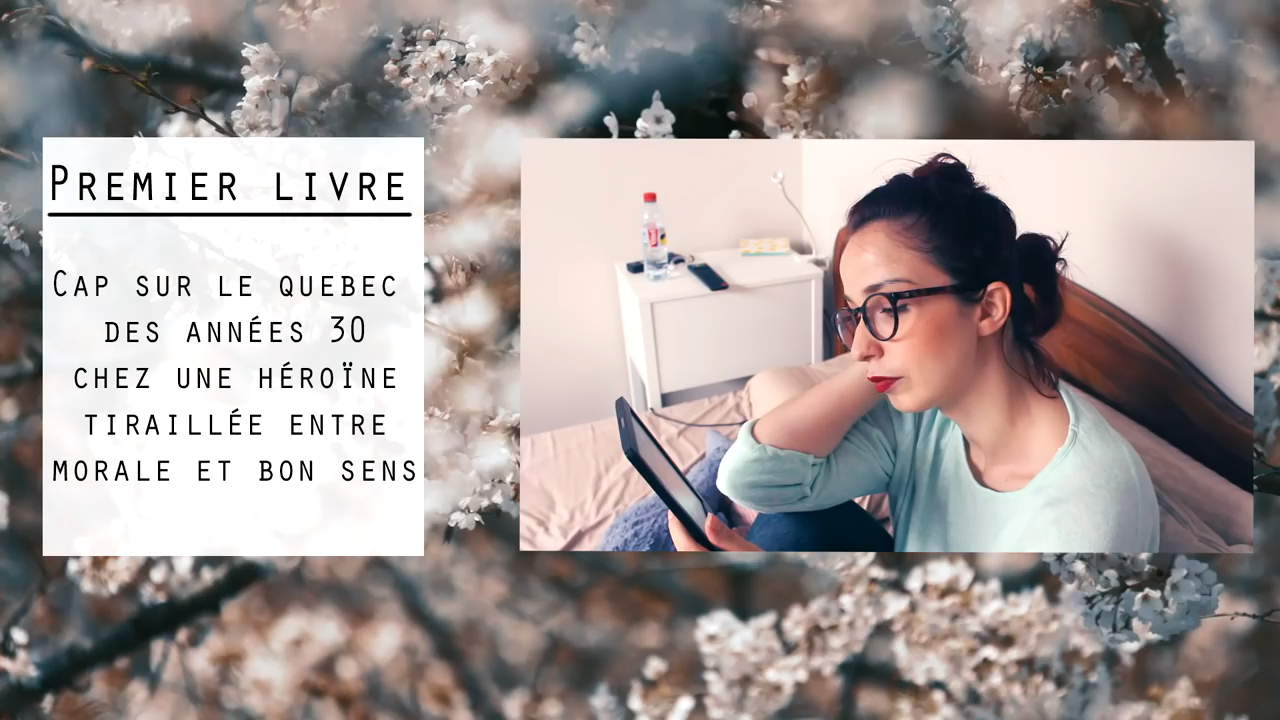 PREMIER LIVRE
CAP SUR LE QUEBEC
DES ANNÉES 30
CHEZ UNE HÉROÏNE
TIRAILLÉE ENTRE
MORALE ET BON SENS